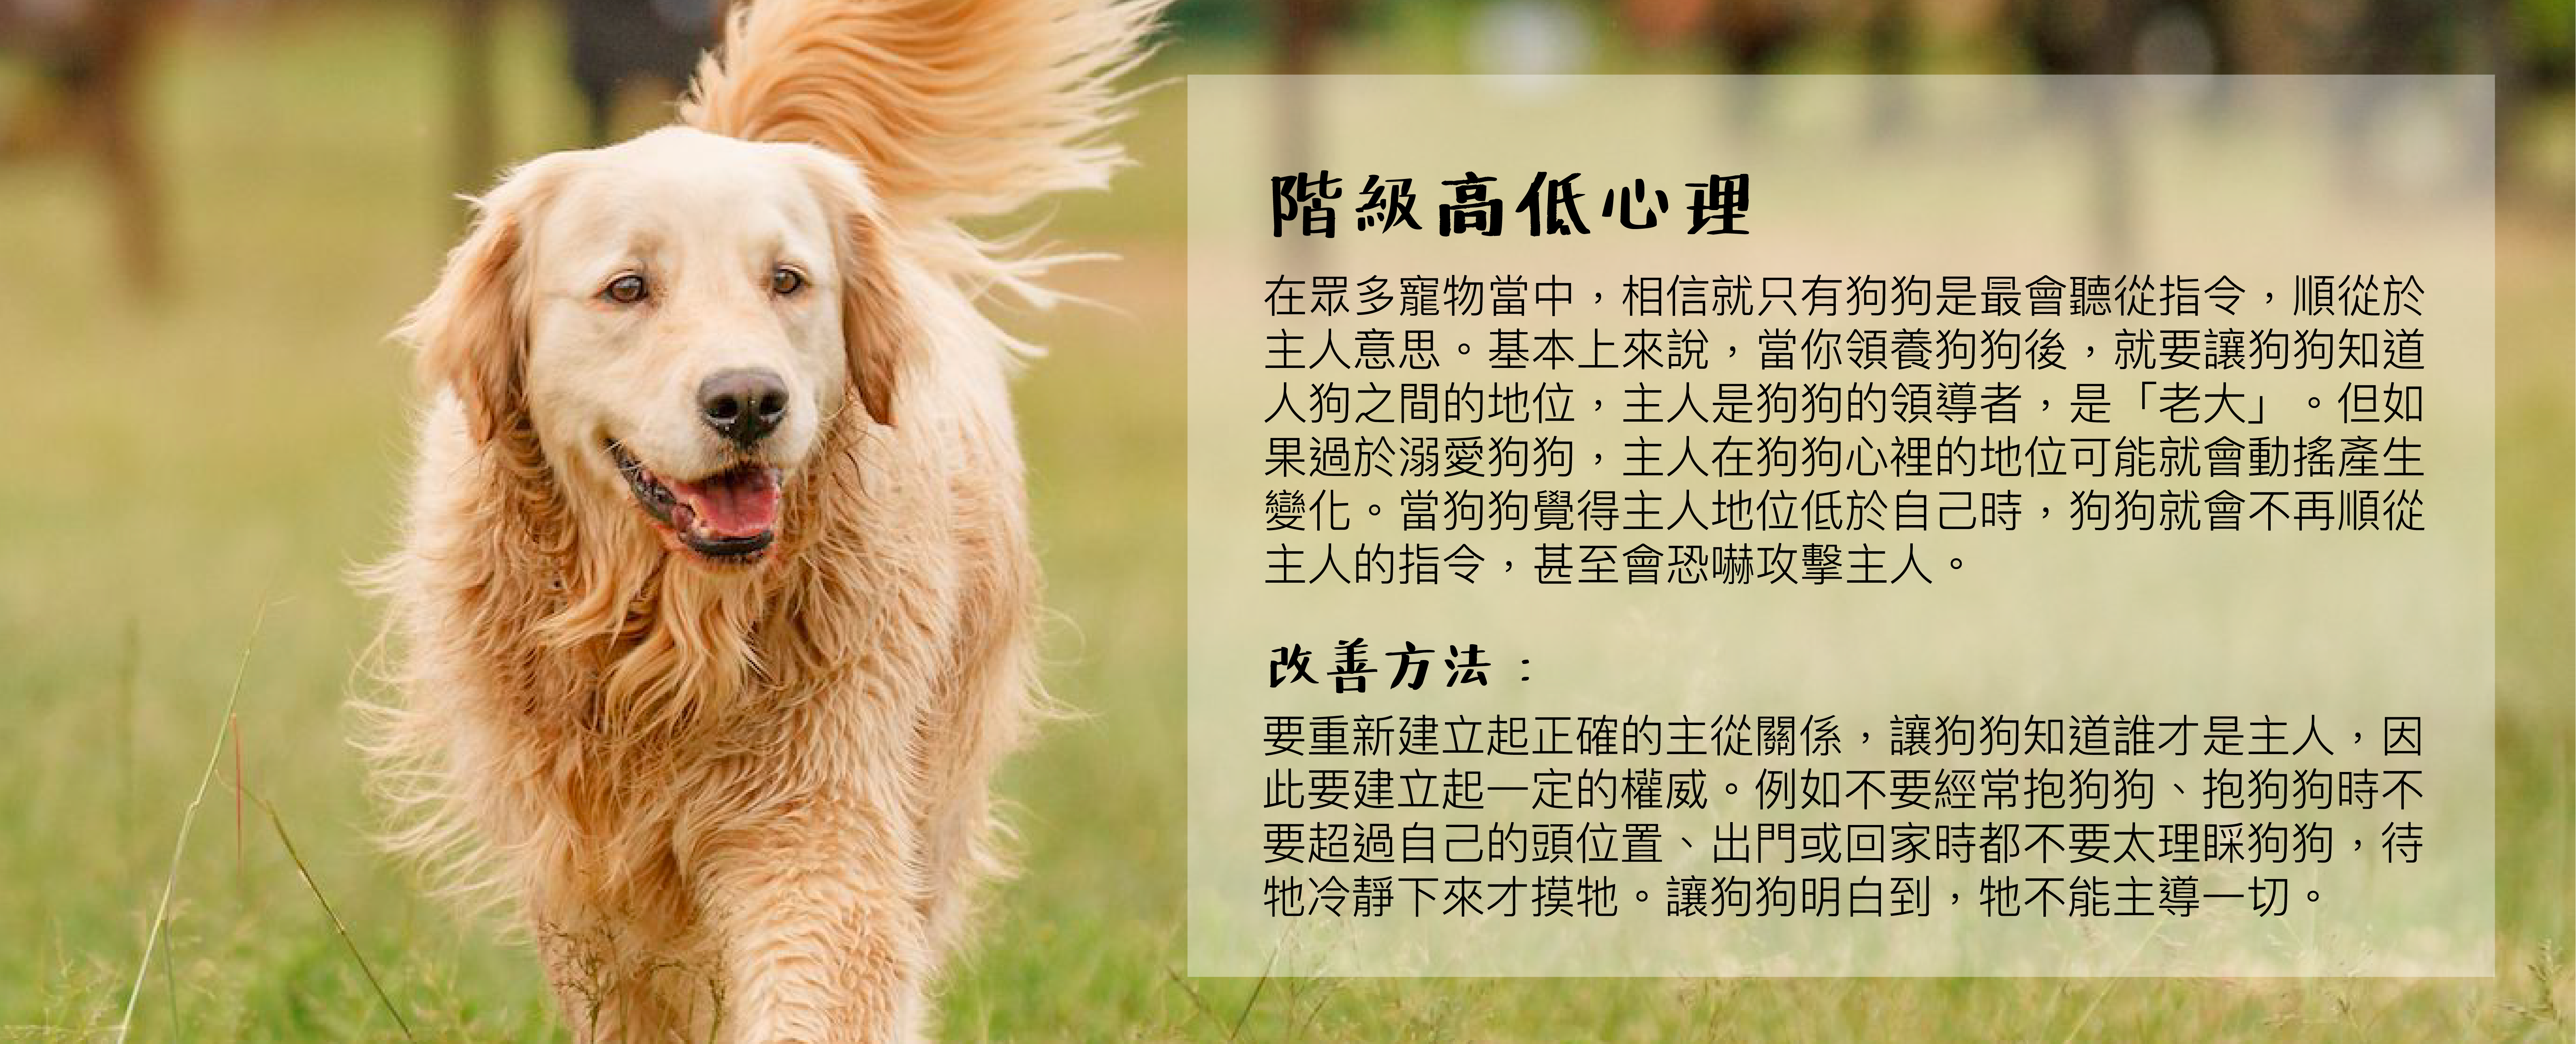 階級高低心理
在眾多寵物當中，相信就只有狗狗是最會聽從指令，順從於
主人意思。基本上來說，當你領養狗狗後，就要讓狗狗知道
人狗之間的地位，主人是狗狗的領導者，是「老大」。但如
果過於溺愛狗狗，主人在狗狗心裡的地位可能就會動搖產生
變化。當狗狗覺得主人地位低於自己時，狗狗就會不再順從
主人的指令，甚至會恐嚇攻擊主人。
改善方法：
要重新建立起正確的主從關係，讓狗狗知道誰才是主人，因
此要建立起一定的權威。例如不要經常抱狗狗、抱狗狗時不
要超過自己的頭位置、出門或回家時都不要太理睬狗狗，待
牠冷靜下來才摸牠。讓狗狗明白到，牠不能主導一切。